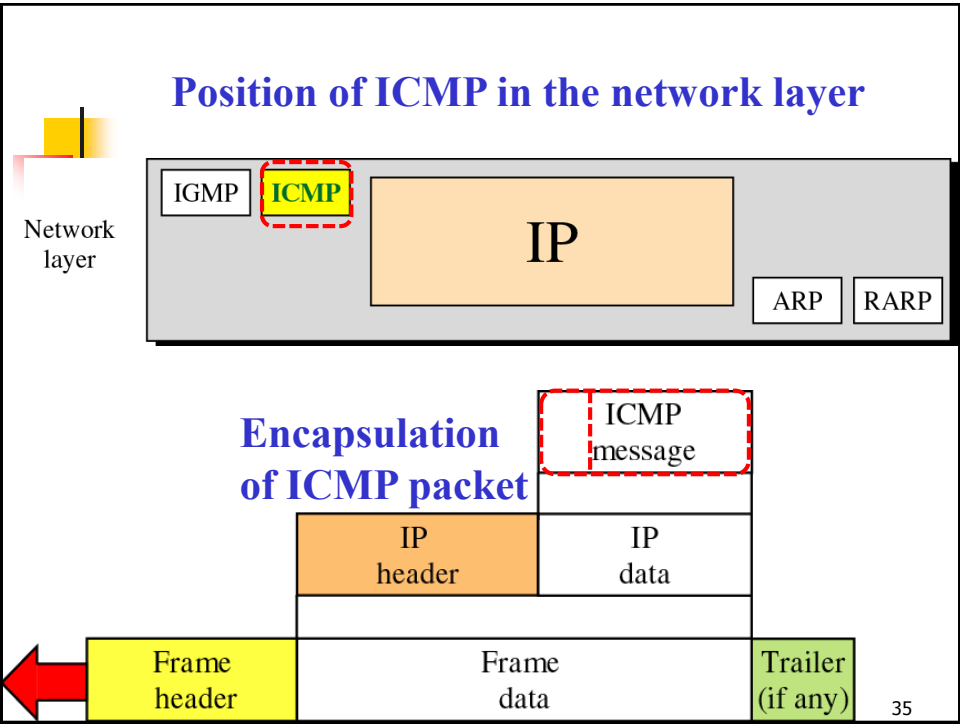 Position of ICMP in the network layer
IGMP
ICMP
IP
Network
layer
ARP
RARP
Encapsulation
of ICMP packet
ICMP
message
IP
header
IP
data
Frame
header
Frame
data
Trailer
(if any)
35